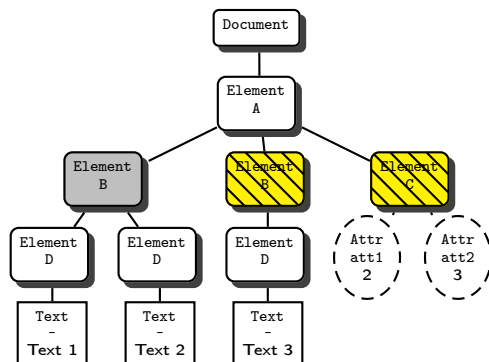 Document
Element
A
Element
B
Element
B
Element
C
Element
D
Element
D
Element
D
Attr
att1
2
Attr
att2
3
Text
-
Text 1
Text
-
Text 2
Text
-
Text 3